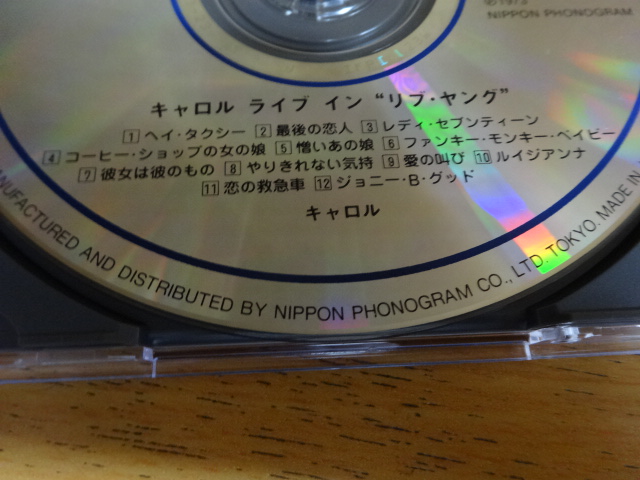 ℗1973
NIPPON PHONOGRAM
キャロル ライブ イン “リブ・ヤング”
1 ヘイ・タクシー 2 最後の恋人 3 レディ・セブンティーン
4 コーヒー・ショップの女の娘 5 憎いあの娘 6 ファンキー・モンキー・ベイビー
7 彼女は彼のもの 8 やりきれない気持 9 愛の叫び 10 ルイジアンナ
11 恋の救急車 12 ジョニー・B・グッド
キャロル
MANUFACTURED AND DISTRIBUTED BY NIPPON PHONOGRAM CO., LTD. TOKYO. MADE IN